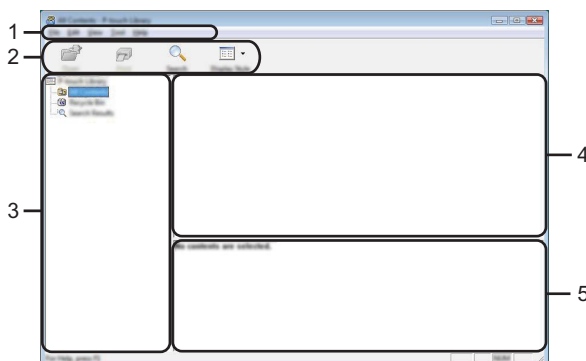 All Contents - P-touch Library
1
File Edit View Tool Help
2
Open Print Search Display Style
P-touch Library
All Contents
Recycle Bin
Search Results
4
3
No contents are selected.
5
For Help, press F1
NUM